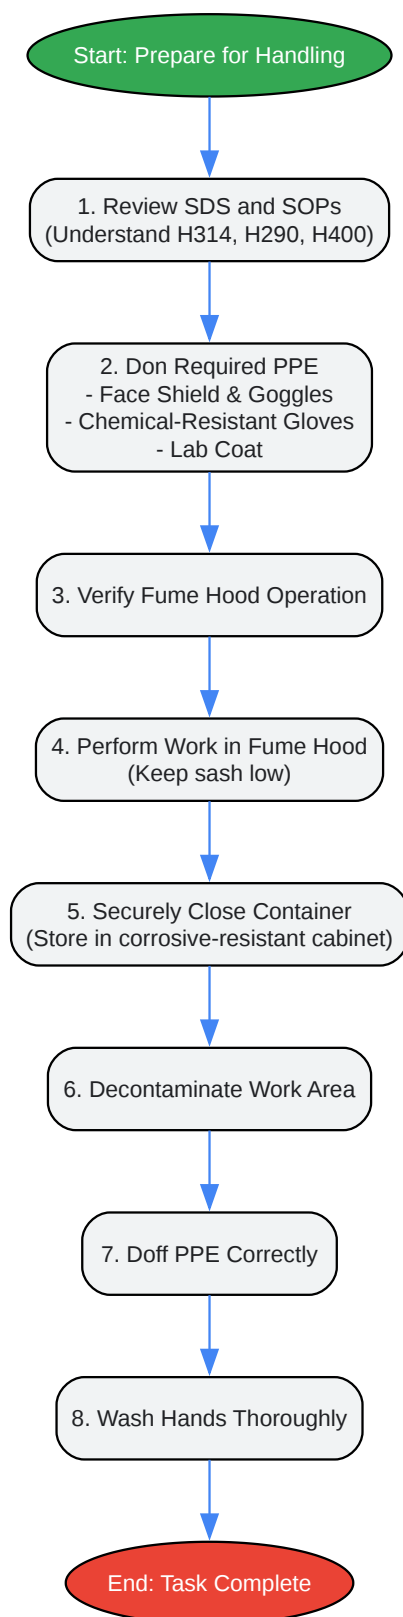 Start: Prepare for Handling
1. Review SDS and SOPs
(Understand H314, H290, H400)
2. Don Required PPE
- Face Shield & Goggles
- Chemical-Resistant Gloves
- Lab Coat
3. Verify Fume Hood Operation
4. Perform Work in Fume Hood
(Keep sash low)
5. Securely Close Container
(Store in corrosive-resistant cabinet)
6. Decontaminate Work Area
7. Doff PPE Correctly
8. Wash Hands Thoroughly
End: Task Complete